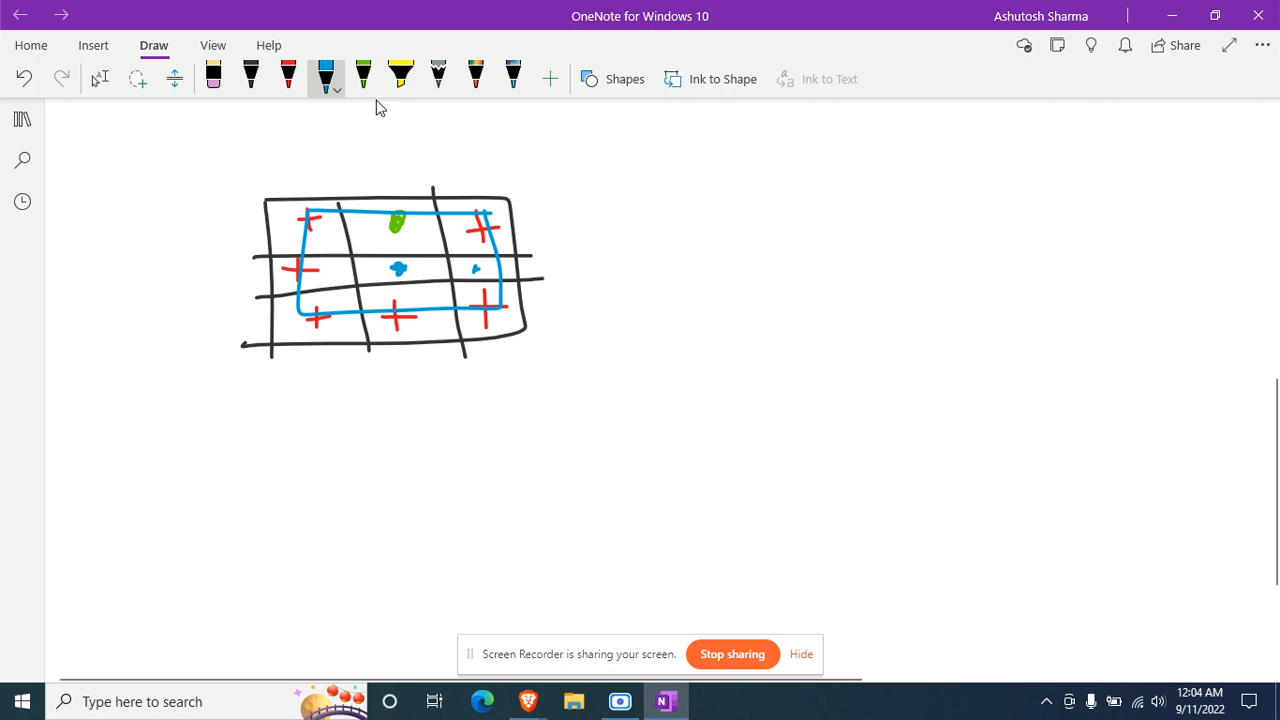 OneNote for Windows 10
Ashutosh Sharma
Home Insert Draw View Help
Share
Shapes
Ink to Shape
Ink to Text
Screen Recorder is sharing your screen.
Stop sharing
Hide
Type here to search
12:04 AM
9/11/2022